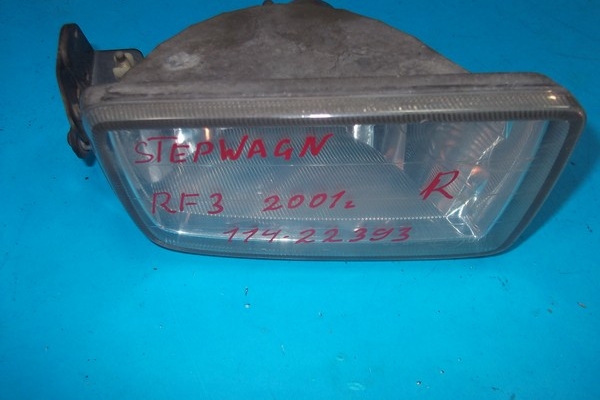 STEPWAGN
RF3 2001г R
114-22393